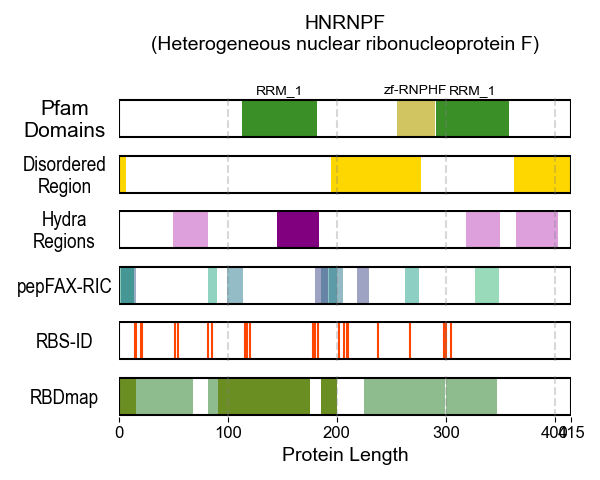 HNRNPF
(Heterogeneous nuclear ribonucleoprotein F)
RRM_1 zf-RNPHF RRM_1
Pfam
Domains
Disordered
Region
Hydra
Regions
pepFAX-RIC
RBS-ID
RBDmap
0 100 200 300 400 415
Protein Length